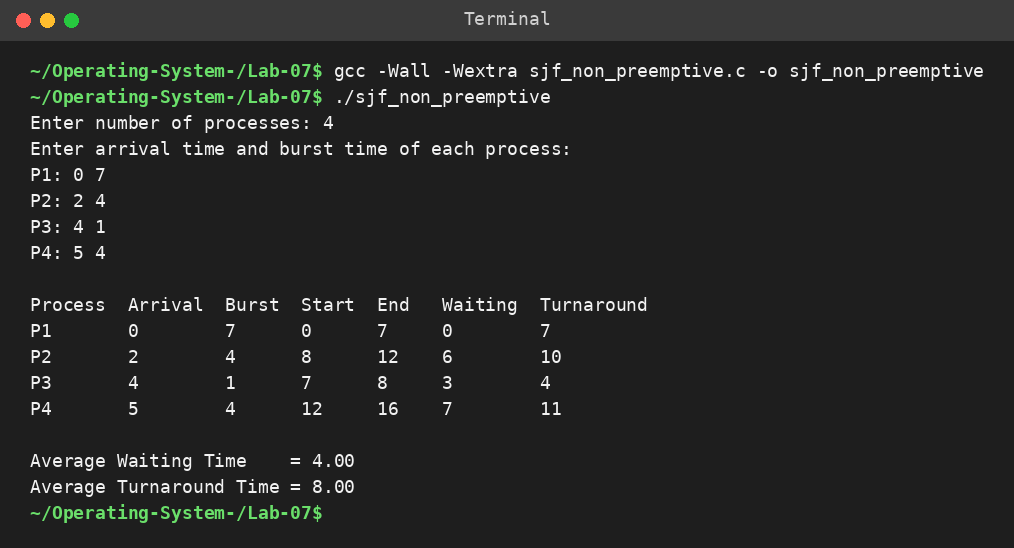 Terminal
~/Operating-System-/Lab-07$ gcc -Wall -Wextra sjf_non_preemptive.c -o sjf_non_preemptive
~/Operating-System-/Lab-07$ ./sjf_non_preemptive
Enter number of processes: 4
Enter arrival time and burst time of each process:
P1: 0 7
P2: 2 4
P3: 4 1
P4: 5 4

Process  Arrival  Burst  Start  End   Waiting  Turnaround
P1       0        7      0      7     0        7
P2       2        4      8      12    6        10
P3       4        1      7      8     3        4
P4       5        4      12     16    7        11

Average Waiting Time    = 4.00
Average Turnaround Time = 8.00
~/Operating-System-/Lab-07$